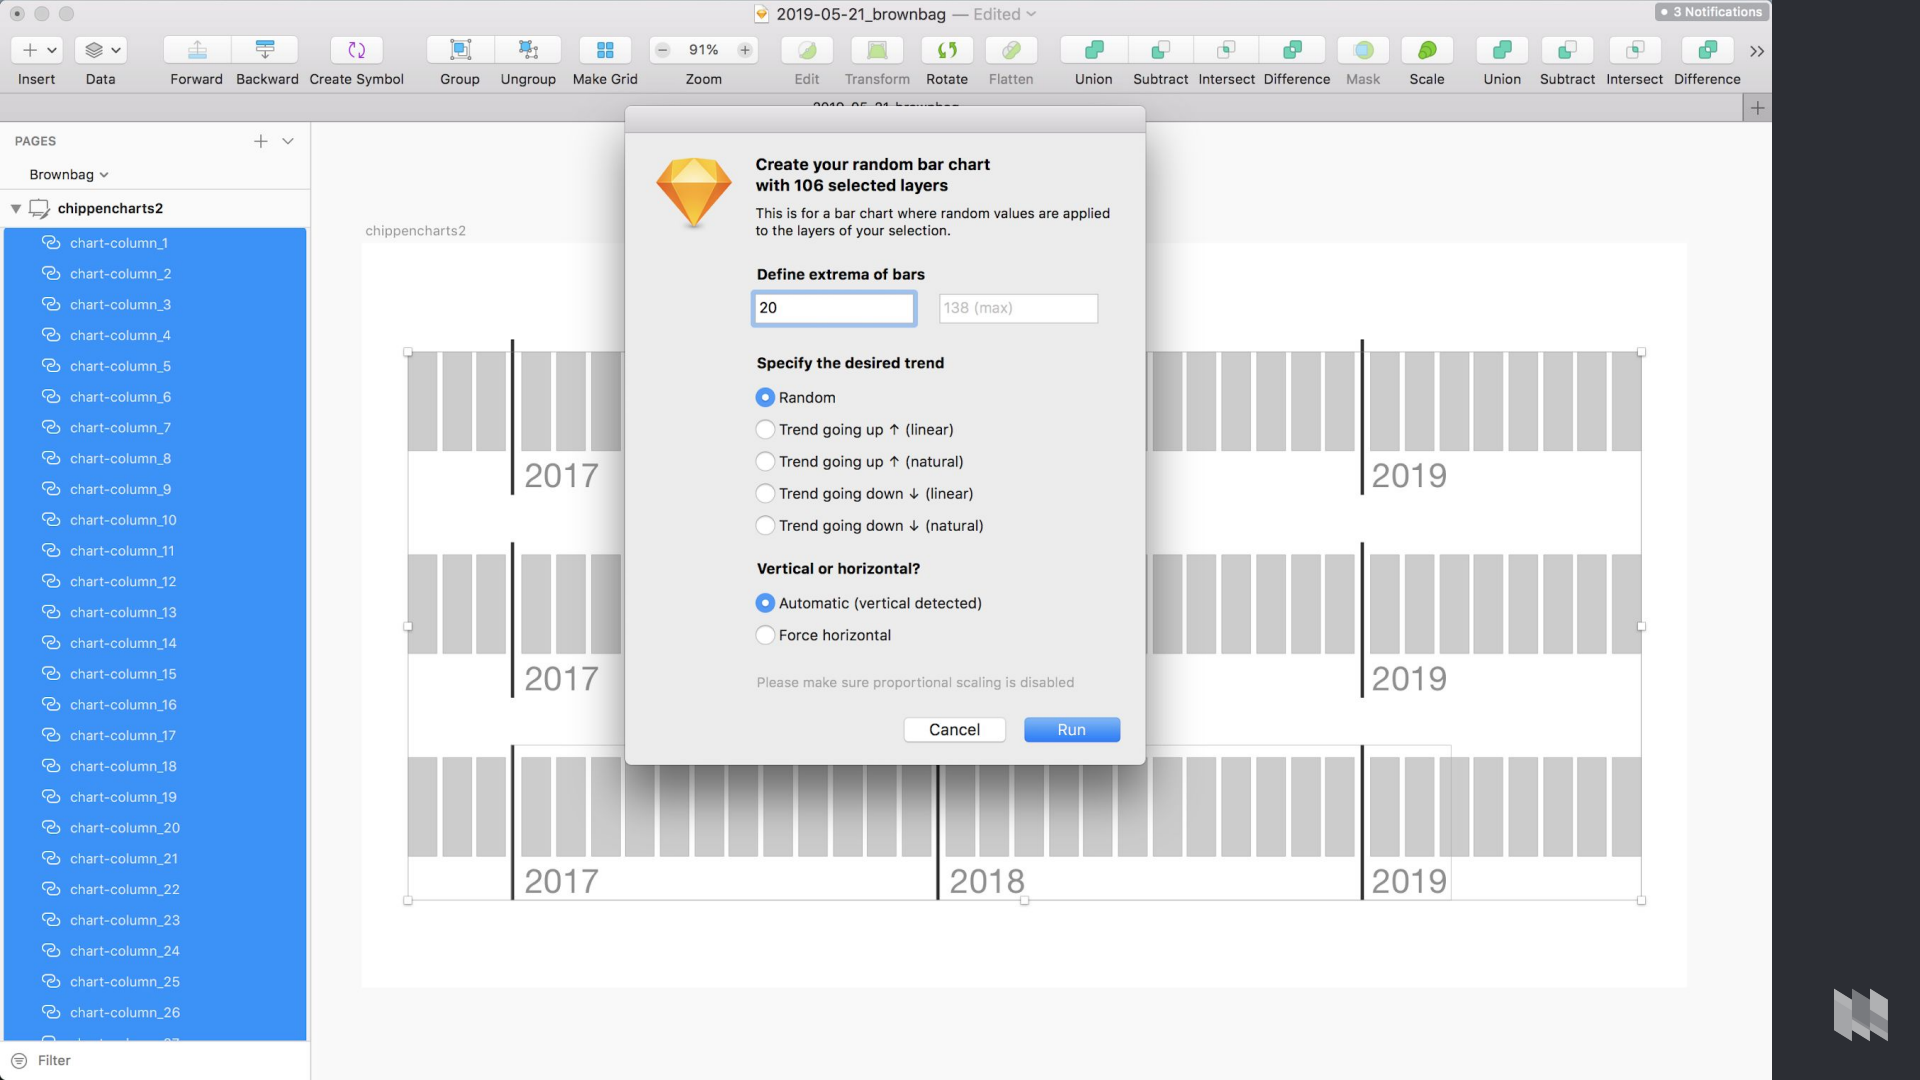 2019-05-21_brownbag — Edited
3 Notifications
Insert
Data
Forward
Backward
Create Symbol
Group
Ungroup
Make Grid
91%
Zoom
Edit
Transform
Rotate
Flatten
Union
Subtract
Intersect
Difference
Mask
Scale
Union
Subtract
Intersect
Difference
2019-05-21_brownbag
PAGES
Brownbag
chippencharts2
chart-column_1
chart-column_2
chart-column_3
chart-column_4
chart-column_5
chart-column_6
chart-column_7
chart-column_8
chart-column_9
chart-column_10
chart-column_11
chart-column_12
chart-column_13
chart-column_14
chart-column_15
chart-column_16
chart-column_17
chart-column_18
chart-column_19
chart-column_20
chart-column_21
chart-column_22
chart-column_23
chart-column_24
chart-column_25
chart-column_26
Filter
chippencharts2
2017
2019
2017
2019
2017
2018
2019
Create your random bar chart
with 106 selected layers
This is for a bar chart where random values are applied
to the layers of your selection.
Define extrema of bars
20
138 (max)
Specify the desired trend
Random
Trend going up ↑ (linear)
Trend going up ↑ (natural)
Trend going down ↓ (linear)
Trend going down ↓ (natural)
Vertical or horizontal?
Automatic (vertical detected)
Force horizontal
Please make sure proportional scaling is disabled
Cancel
Run